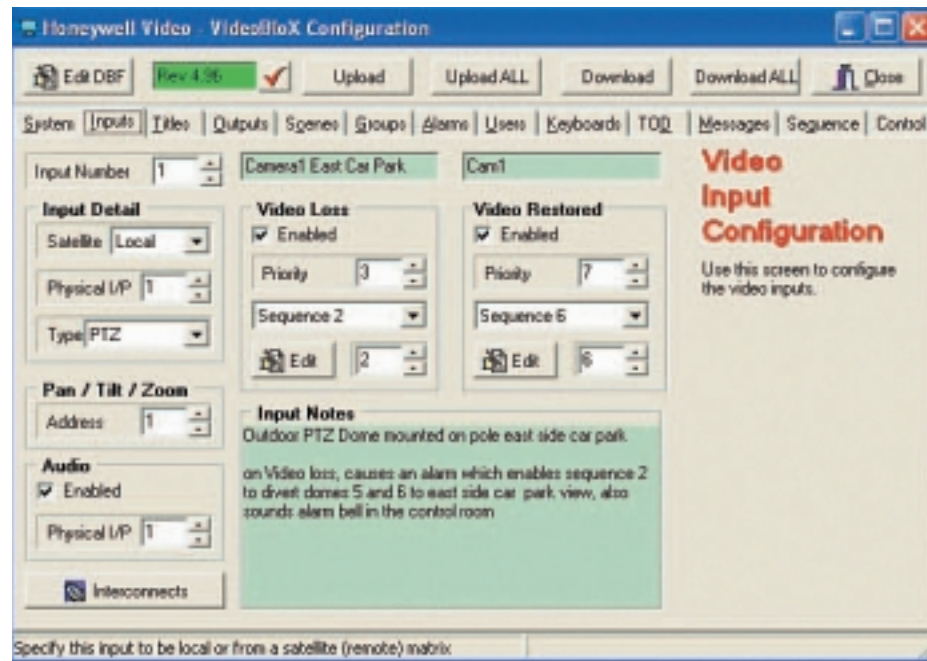 Honeywell Video - VideoBloX Configuration
Edit DBF Rev 4.96 Upload Upload ALL Download Download ALL Close
System Inputs Titles Outputs Scenes Groups Alarms Users Keyboards TOD Messages Sequence Control
Input Number 1
Camera1 East Car Park
Cam1
Input Detail
Satellite Local
Physical I/P 1
Type PTZ
Pan / Tilt / Zoom
Address 1
Audio
Enabled
Physical I/P 1
Interconnects
Video Loss
Enabled
Priority 3
Sequence 2
Edit 2
Video Restored
Enabled
Priority 7
Sequence 6
Edit 6
Input Notes
Outdoor PTZ Dome mounted on pole east side car park.
on Video loss, causes an alarm which enables sequence 2
to divert domes 5 and 6 to east side car park view, also
sounds alarm bell in the control room
Video
Input
Configuration
Use this screen to configure
the video inputs.
Specify this input to be local or from a satellite (remote) matrix